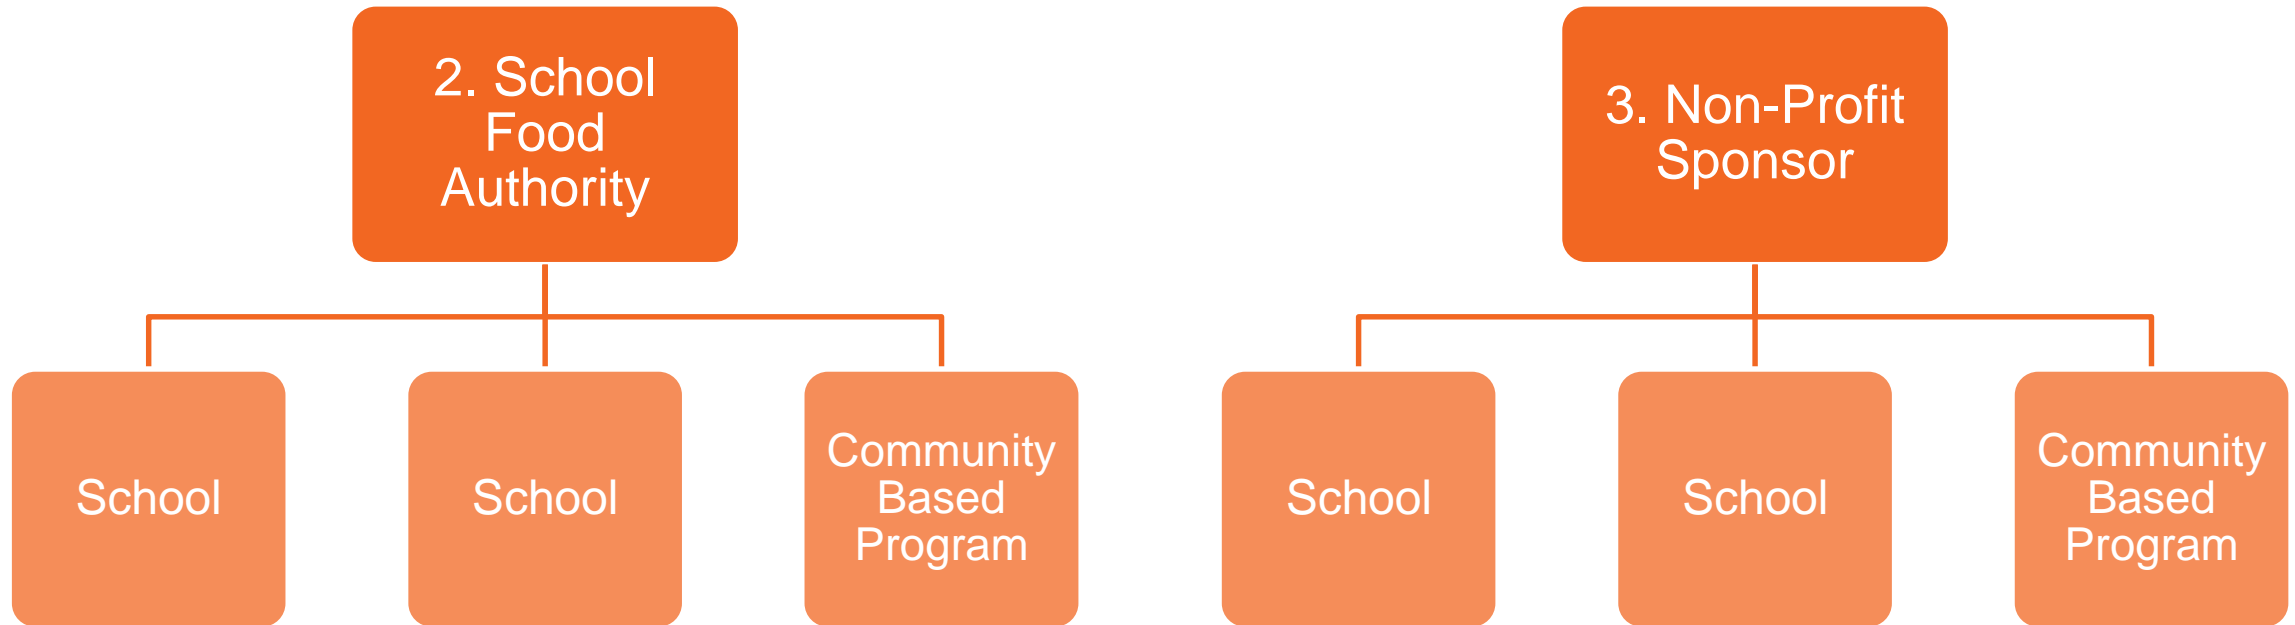 2. School
Food
Authority
3. Non-Profit
Sponsor
School
School
Community
Based
Program
School
School
Community
Based
Program